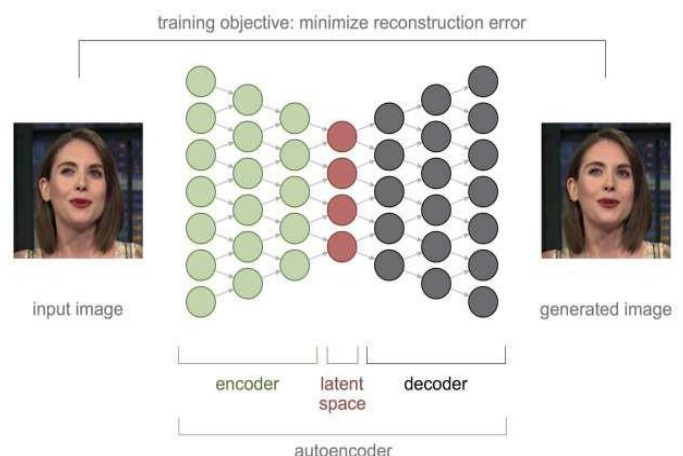 training objective: minimize reconstruction error
input image
generated image
encoder
latent
space
decoder
autoencoder